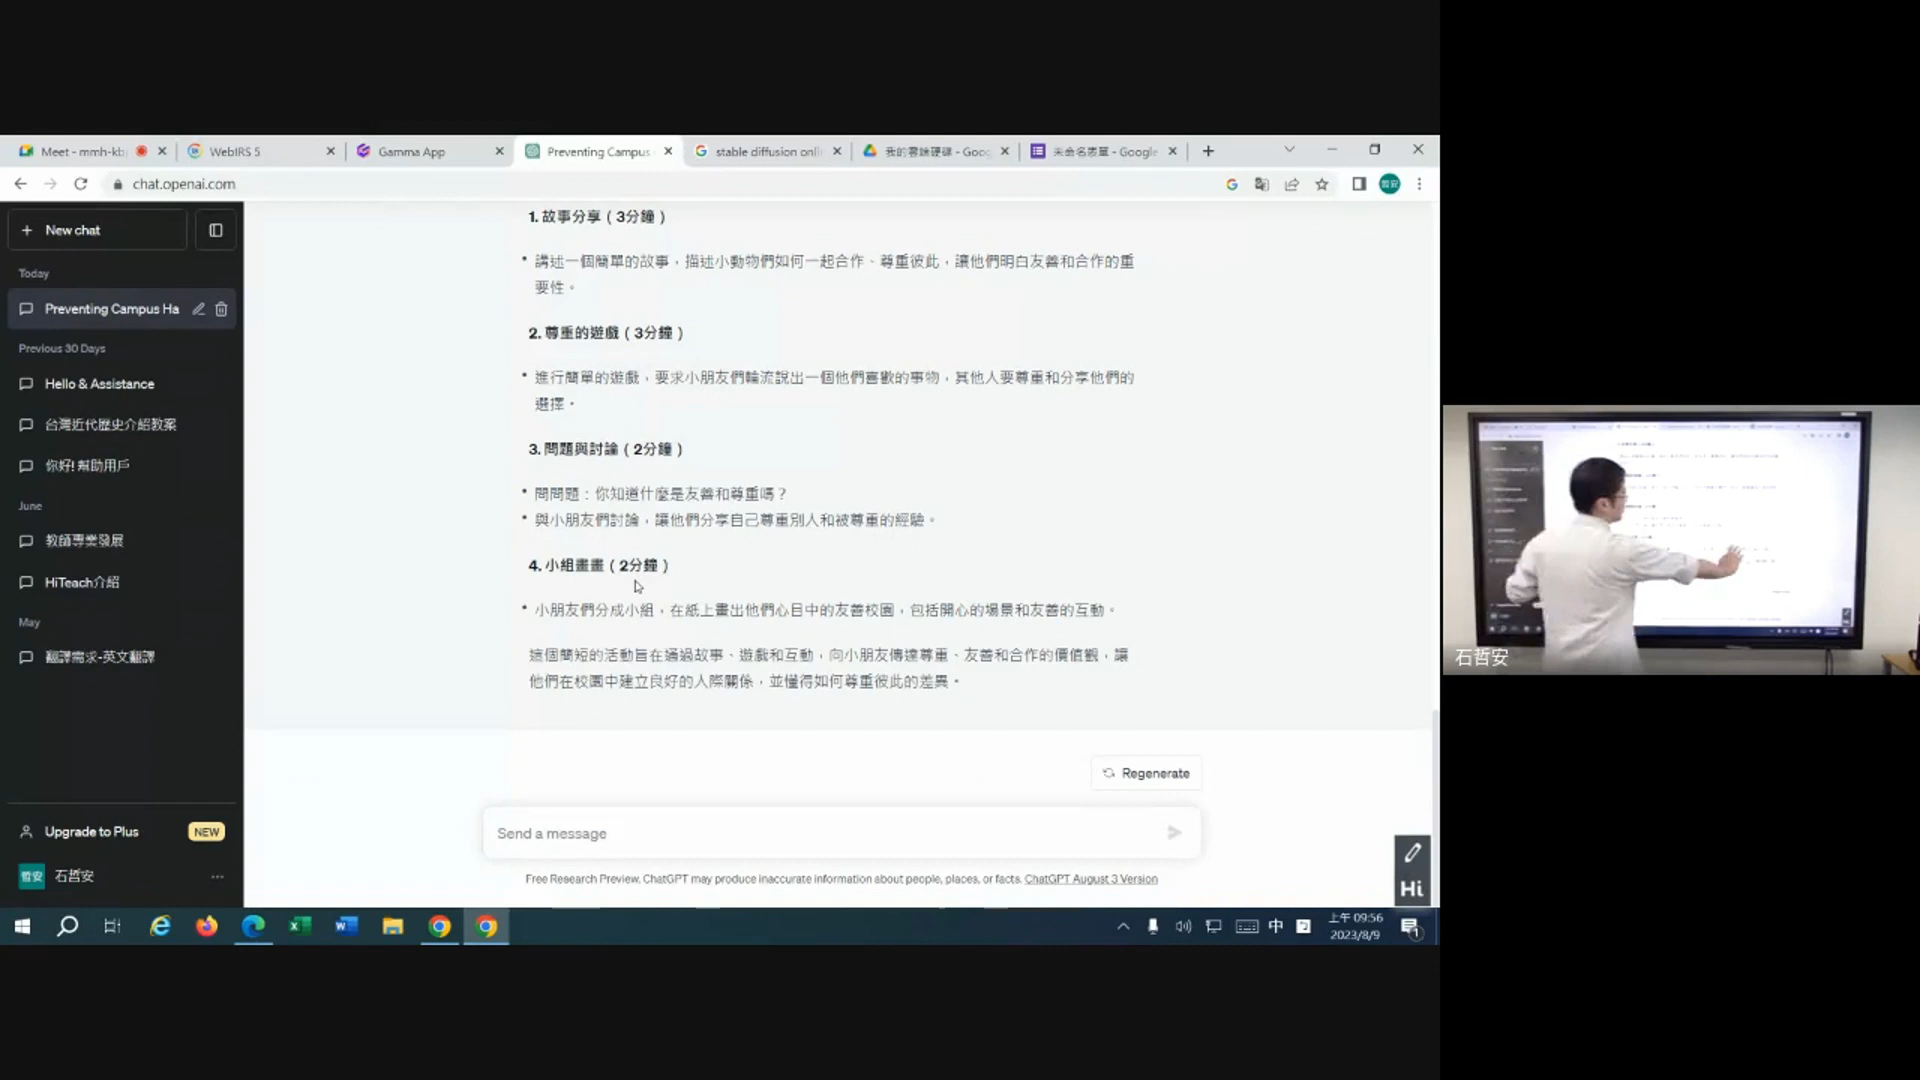 Meet - mmh-kb
WebIRS 5
Gamma App
Preventing Campus
stable diffusion onli
我的雲端硬碟 - Goog
未命名表單 - Google
chat.openai.com
New chat
Today
Preventing Campus Ha
Previous 30 Days
Hello & Assistance
台灣近代歷史介紹教案
你好! 幫助用戶
June
教師專業發展
HiTeach介紹
May
翻譯需求-英文翻譯
Upgrade to Plus
NEW
哲安
石哲安
1. 故事分享（3分鐘）
• 講述一個簡單的故事，描述小動物們如何一起合作、尊重彼此，讓他們明白友善和合作的重
要性。
2. 尊重的遊戲（3分鐘）
• 進行簡單的遊戲，要求小朋友們輪流說出一個他們喜歡的事物，其他人要尊重和分享他們的
選擇。
3. 問題與討論（2分鐘）
• 問問題：你知道什麼是友善和尊重嗎？
• 與小朋友們討論，讓他們分享自己尊重別人和被尊重的經驗。
4. 小組畫畫（2分鐘）
• 小朋友們分成小組，在紙上畫出他們心目中的友善校園，包括開心的場景和友善的互動。
這個簡短的活動旨在通過故事、遊戲和互動，向小朋友傳達尊重、友善和合作的價值觀，讓
他們在校園中建立良好的人際關係，並懂得如何尊重彼此的差異。
Regenerate
Send a message
Free Research Preview. ChatGPT may produce inaccurate information about people, places, or facts. ChatGPT August 3 Version
Hi
中
上午 09:56
2023/8/9
1
石哲安